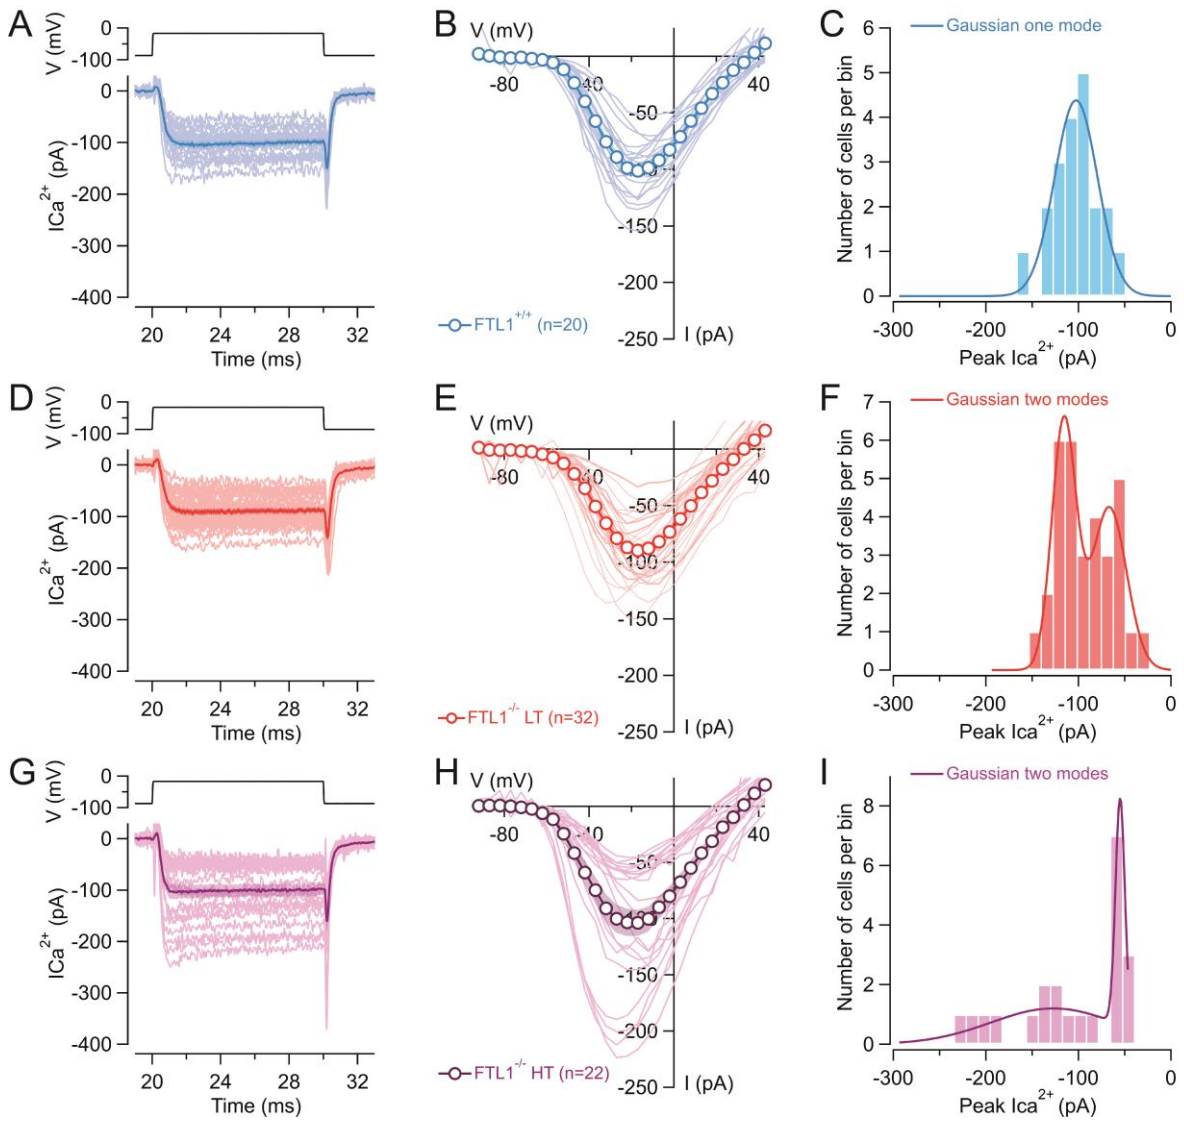 A
V (mV)
0
-100
0
-100
-200
-300
-400
ICa2+ (pA)
20 24 28 32
Time (ms)
B
V (mV)
-80 40
-50
-150
-200
-250
I (pA)
FTL1+/+ (n=20)
C
Gaussian one mode
Number of cells per bin
6
5
4
3
2
1
0
-300 -200 -100 0
Peak Ica2+ (pA)
D
V (mV)
0
-100
0
-100
-200
-300
-400
ICa2+ (pA)
20 24 28 32
Time (ms)
E
V (mV)
-80 40
-50
-100
-150
-200
-250
I (pA)
FTL1-/- LT (n=32)
F
Gaussian two modes
Number of cells per bin
7
6
5
4
3
2
1
0
-300 -200 -100 0
Peak Ica2+ (pA)
G
V (mV)
0
-100
0
-100
-200
-300
-400
ICa2+ (pA)
20 24 28 32
Time (ms)
H
V (mV)
-80 -40 40
-50
-150
-200
-250
I (pA)
FTL1-/- HT (n=22)
I
Gaussian two modes
Number of cells per bin
8
6
4
2
0
-300 -200 -100 0
Peak Ica2+ (pA)